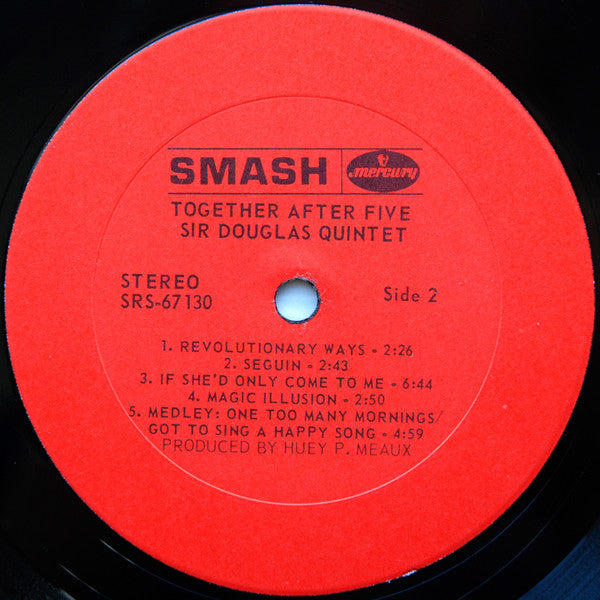 SMASH mercury
TOGETHER AFTER FIVE
SIR DOUGLAS QUINTET
STEREO
SRS-67130
Side 2
1. REVOLUTIONARY WAYS - 2:26
2. SEGUIN - 2:43
3. IF SHE'D ONLY COME TO ME - 6:44
4. MAGIC ILLUSION - 2:50
5. MEDLEY: ONE TOO MANY MORNINGS/
GOT TO SING A HAPPY SONG - 4:59
PRODUCED BY HUEY P. MEAUX